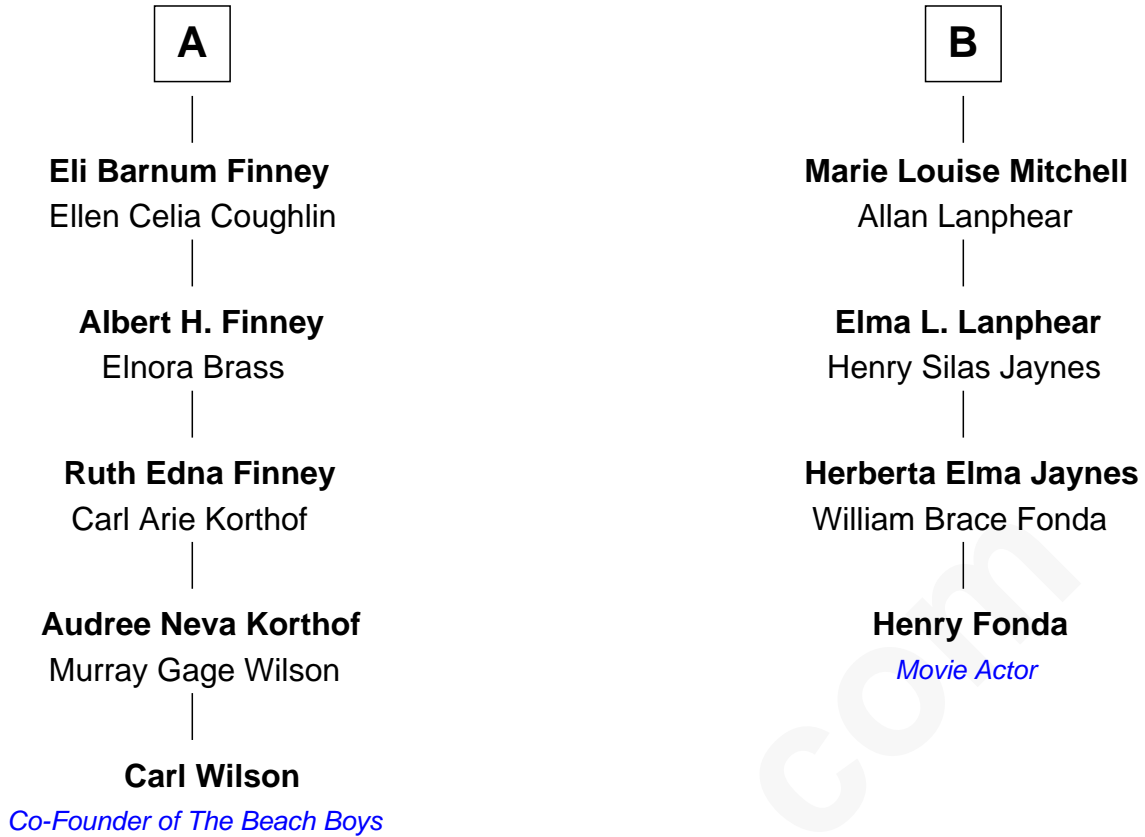 A
Eli Barnum Finney
Ellen Celia Coughlin
Albert H. Finney
Elnora Brass
Ruth Edna Finney
Carl Arie Korthof
Audree Neva Korthof
Murray Gage Wilson
Carl Wilson
Co-Founder of The Beach Boys
B
Marie Louise Mitchell
Allan Lanphear
Elma L. Lanphear
Henry Silas Jaynes
Herberta Elma Jaynes
William Brace Fonda
Henry Fonda
Movie Actor
com